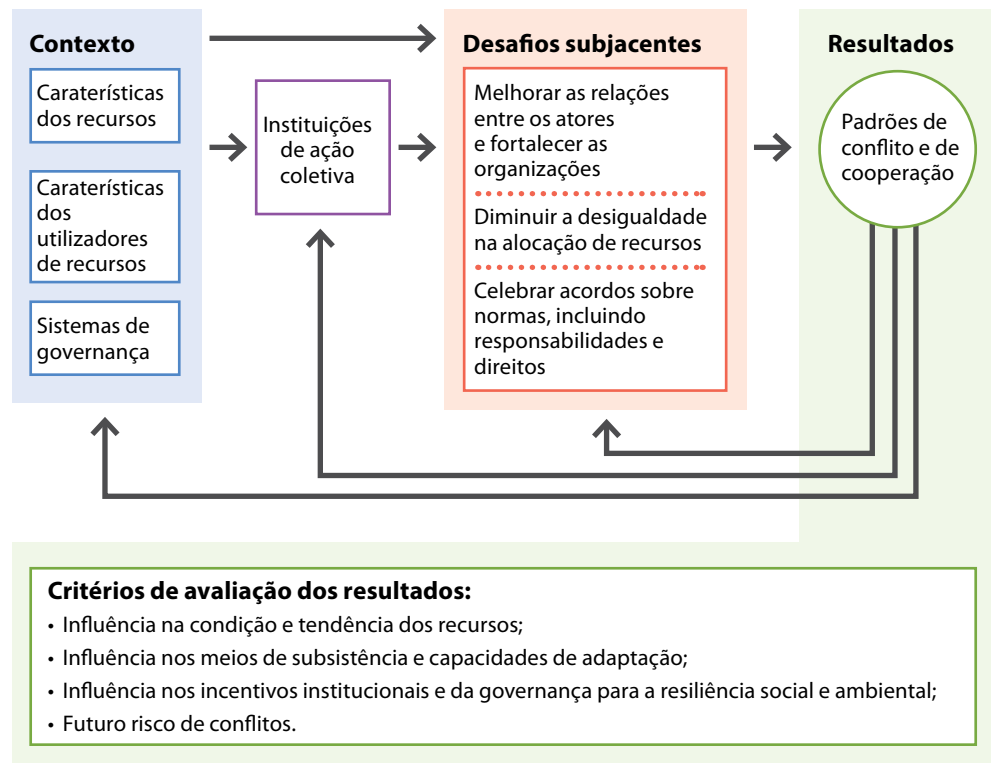 Contexto
Caraterísticas
dos recursos
Caraterísticas
dos
utilizadores
de recursos
Sistemas de
governança
Instituições
de ação
coletiva
Desafios subjacentes
Melhorar as relações
entre os atores
e fortalecer as
organizações
Diminuir a desigualdade
na alocação de recursos
Celebrar acordos sobre
normas, incluindo
responsabilidades e
direitos
Resultados
Padrões de
conflito e de
cooperação
Critérios de avaliação dos resultados:
• Influência na condição e tendência dos recursos;
• Influência nos meios de subsistência e capacidades de adaptação;
• Influência nos incentivos institucionais e da governança para a resiliência social e ambiental;
• Futuro risco de conflitos.